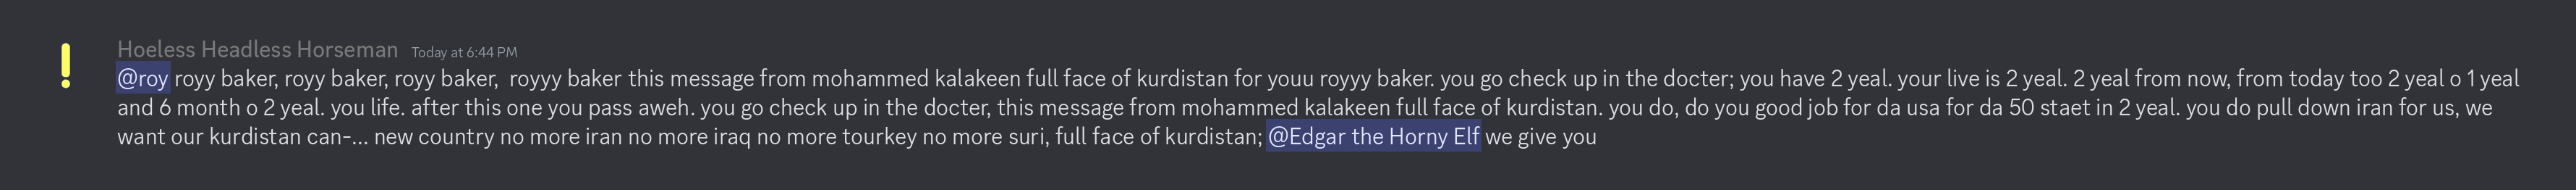 Hoeless Headless Horseman Today at 6:44 PM
@roy royy baker, royy baker, royy baker,  royyy baker this message from mohammed kalakeen full face of kurdistan for youu royyy baker. you go check up in the docter; you have 2 yeal. your live is 2 yeal. 2 yeal from now, from today too 2 yeal o 1 yeal
and 6 month o 2 yeal. you life. after this one you pass aweh. you go check up in the docter, this message from mohammed kalakeen full face of kurdistan. you do, do you good job for da usa for da 50 staet in 2 yeal. you do pull down iran for us, we
want our kurdistan can-... new country no more iran no more iraq no more tourkey no more suri, full face of kurdistan; @Edgar the Horny Elf we give you